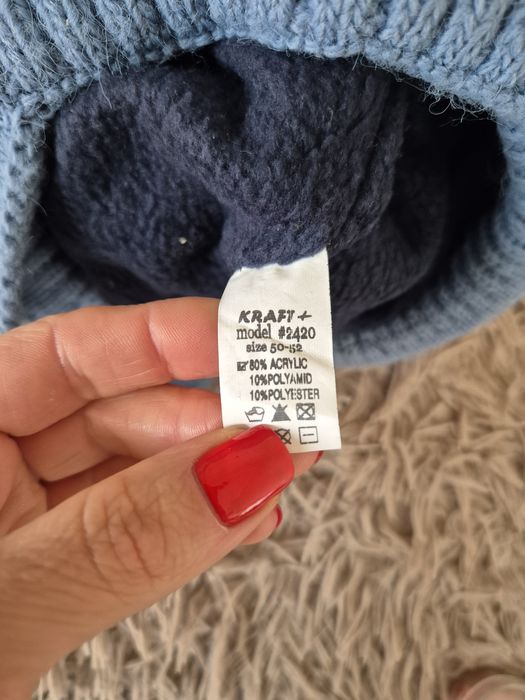 KRAFT +
model #2420
size 50-52
80% ACRYLIC
10%POLYAMID
10%POLYESTER